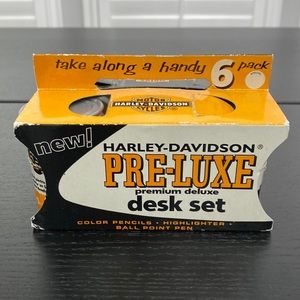 take along a handy 6 pack
HARLEY-DAVIDSON
CYCLES
new!
HARLEY-DAVIDSON®
PRE-LUXE
premium deluxe
desk set
COLOR PENCILS • HIGHLIGHTER •
BALL POINT PEN